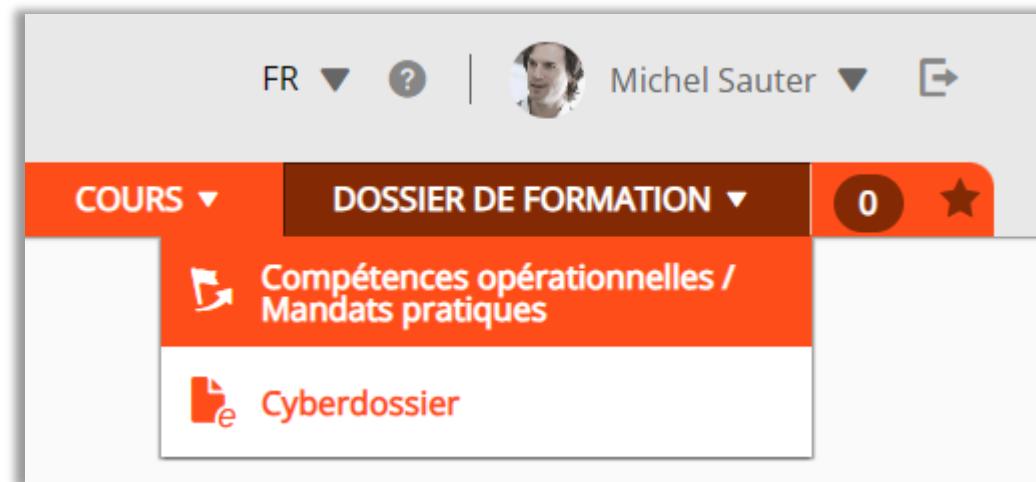 FR ▼ ? | Michel Sauter ▼
COURS ▼ DOSSIER DE FORMATION ▼ 0 ★
Compétences opérationnelles /
Mandats pratiques
e Cyberdossier